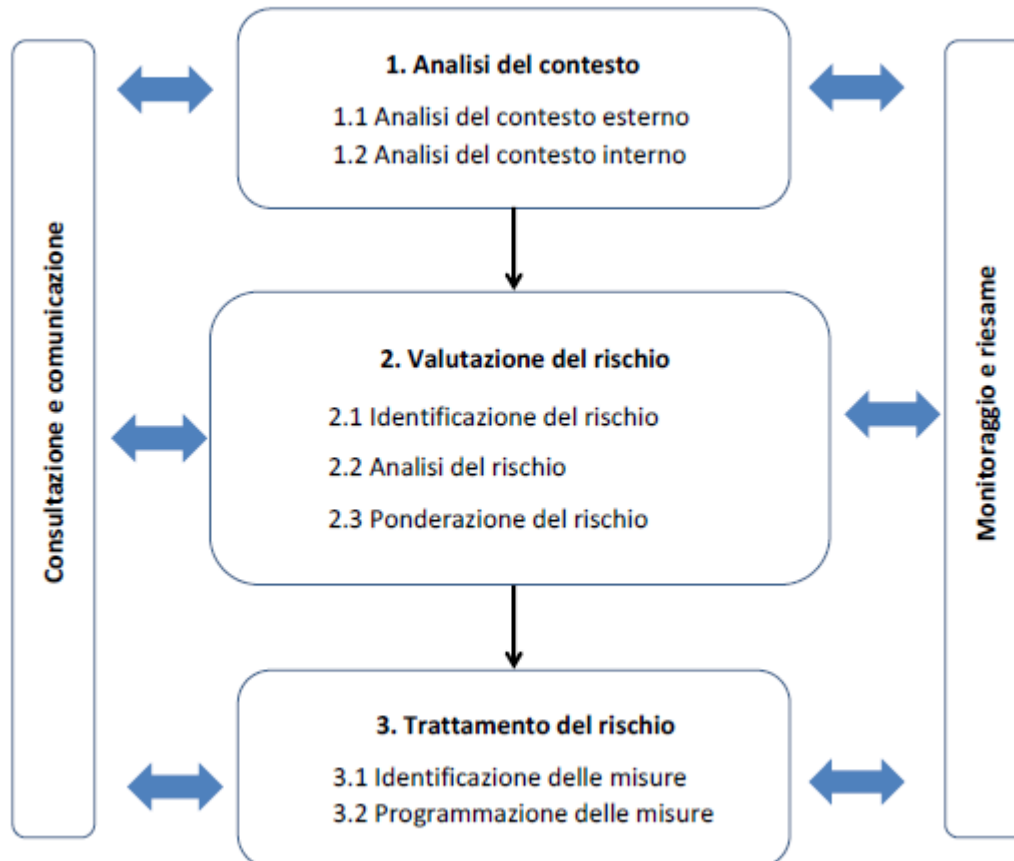 Consultazione e comunicazione
1. Analisi del contesto
1.1 Analisi del contesto esterno
1.2 Analisi del contesto interno
2. Valutazione del rischio
2.1 Identificazione del rischio
2.2 Analisi del rischio
2.3 Ponderazione del rischio
3. Trattamento del rischio
3.1 Identificazione delle misure
3.2 Programmazione delle misure
Monitoraggio e riesame